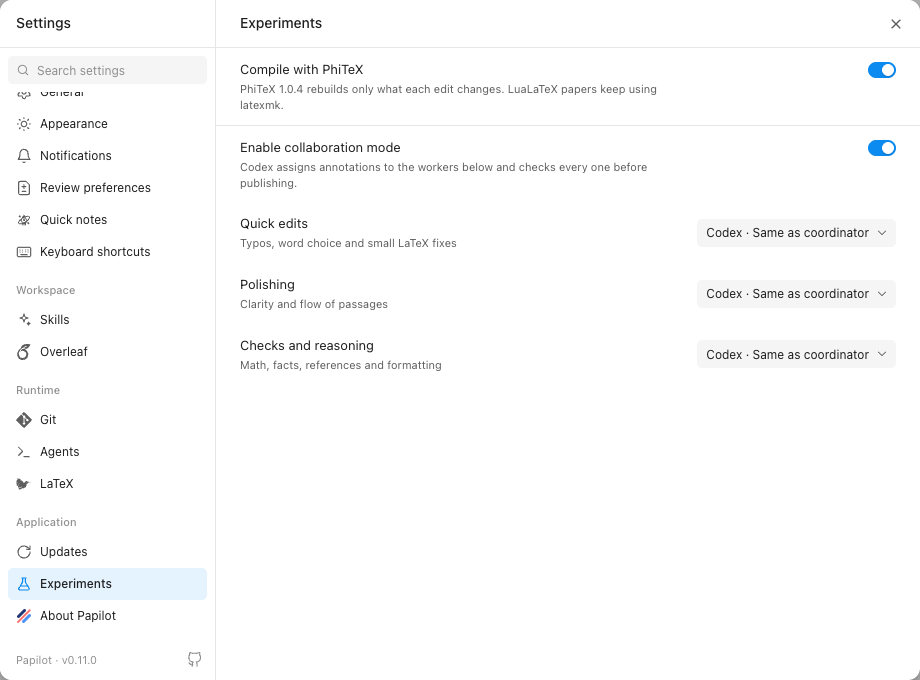 Settings
Search settings
General
Appearance
Notifications
Review preferences
Quick notes
Keyboard shortcuts
Workspace
Skills
Overleaf
Runtime
Git
Agents
LaTeX
Application
Updates
Experiments
About Papilot
Papilot · v0.11.0
Experiments
Compile with PhiTeX
PhiTeX 1.0.4 rebuilds only what each edit changes. LuaLaTeX papers keep using
latexmk.
Enable collaboration mode
Codex assigns annotations to the workers below and checks every one before
publishing.
Quick edits
Typos, word choice and small LaTeX fixes
Codex · Same as coordinator
Polishing
Clarity and flow of passages
Codex · Same as coordinator
Checks and reasoning
Math, facts, references and formatting
Codex · Same as coordinator